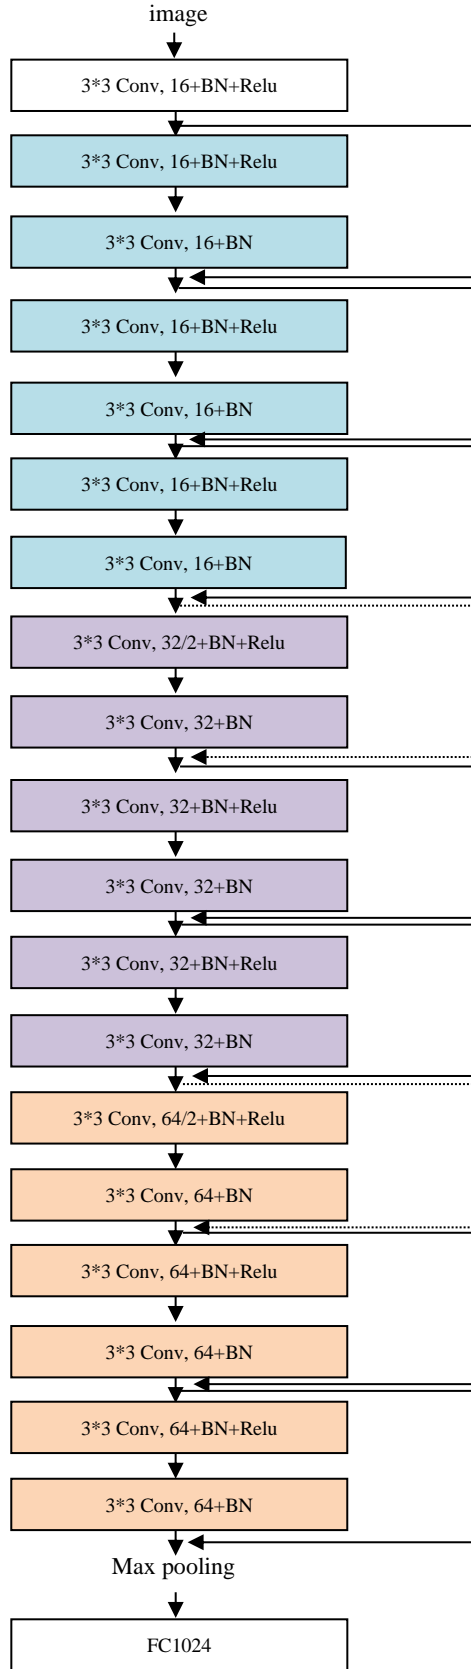 image
3*3 Conv, 16+BN+Relu
3*3 Conv, 16+BN+Relu
3*3 Conv, 16+BN
3*3 Conv, 16+BN+Relu
3*3 Conv, 16+BN
3*3 Conv, 16+BN+Relu
3*3 Conv, 16+BN
3*3 Conv, 32/2+BN+Relu
3*3 Conv, 32+BN
3*3 Conv, 32+BN+Relu
3*3 Conv, 32+BN
3*3 Conv, 32+BN+Relu
3*3 Conv, 32+BN
3*3 Conv, 64/2+BN+Relu
3*3 Conv, 64+BN
3*3 Conv, 64+BN+Relu
3*3 Conv, 64+BN
3*3 Conv, 64+BN+Relu
3*3 Conv, 64+BN
Max pooling
FC1024